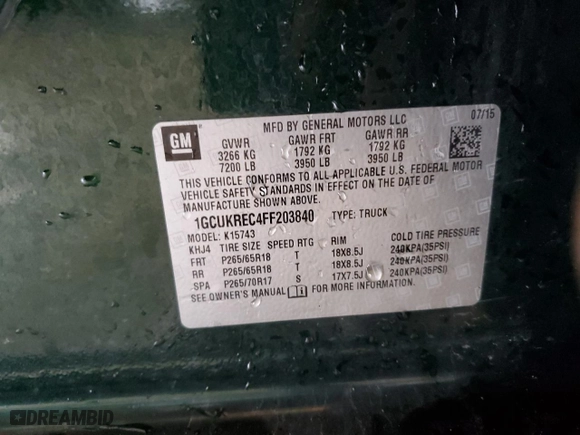 GM
MFD BY GENERAL MOTORS LLC
07/15
GVWR GAWR FRT GAWR RR
3266 KG 1792 KG 1792 KG
7200 LB 3950 LB 3950 LB
THIS VEHICLE CONFORMS TO ALL APPLICABLE U.S. FEDERAL MOTOR
VEHICLE SAFETY STANDARDS IN EFFECT ON THE DATE OF
MANUFACTURE SHOWN ABOVE.
1GCUKREC4FF203840 TYPE: TRUCK
MODEL: K15743
KHJ4 TIRE SIZE SPEED RTG RIM COLD TIRE PRESSURE
FRT P265/65R18 T 18X8.5J 240KPA(35PSI)
RR P265/65R18 T 18X8.5J 240KPA(35PSI)
SPA P265/70R17 S 17X7.5J 240KPA(35PSI)
SEE OWNER'S MANUAL FOR MORE INFORMATION.
DREAMBID